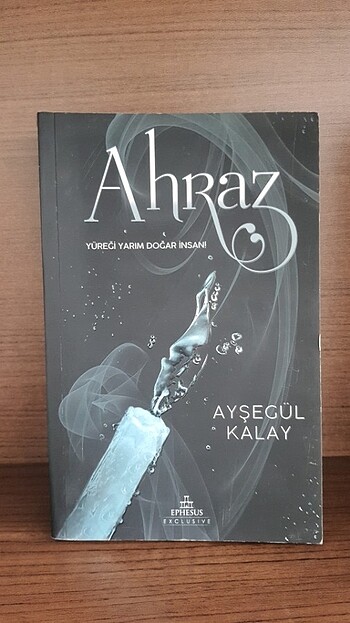 Ahraz
YÜREĞİ YARIM DOĞAR İNSAN!
AYŞEGÜL
KALAY
EPHESUS
EXCLUSIVE